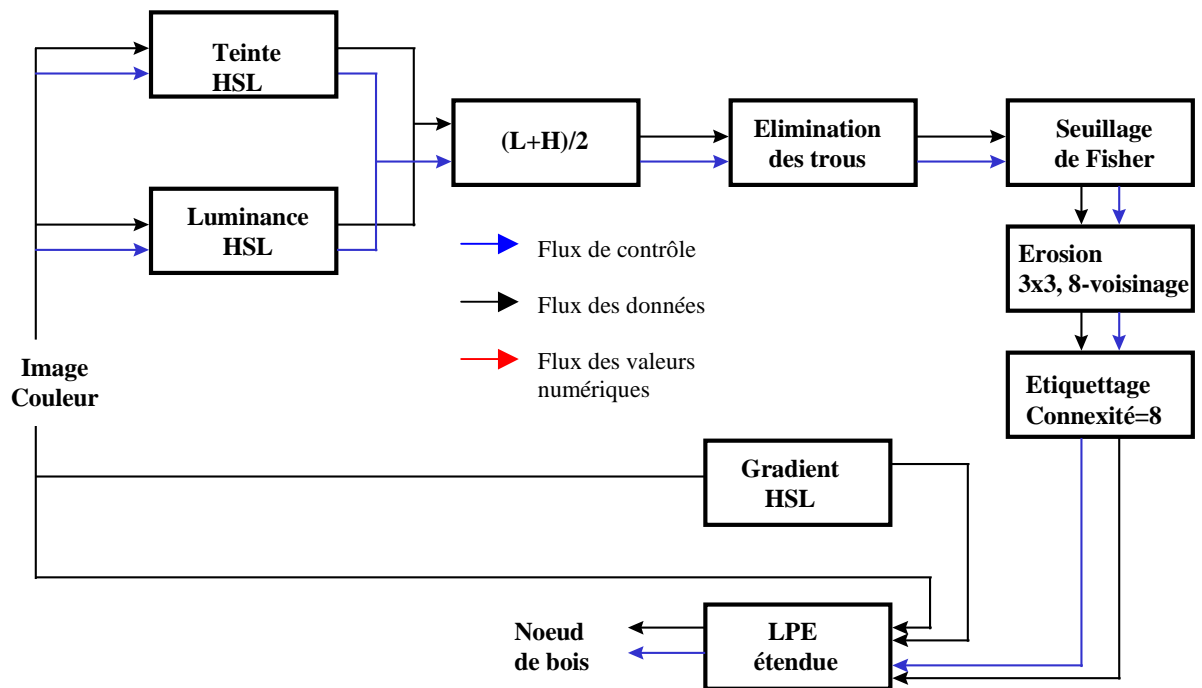 Teinte
HSL
(L+H)/2
Elimination
des trous
Seuillage
de Fisher
Luminance
HSL
Flux de contrôle
Flux des données
Flux des valeurs
numériques
Erosion
3x3, 8-voisinage
Image
Couleur
Etiquettage
Connexité=8
Gradient
HSL
Noeud
de bois
LPE
étendue